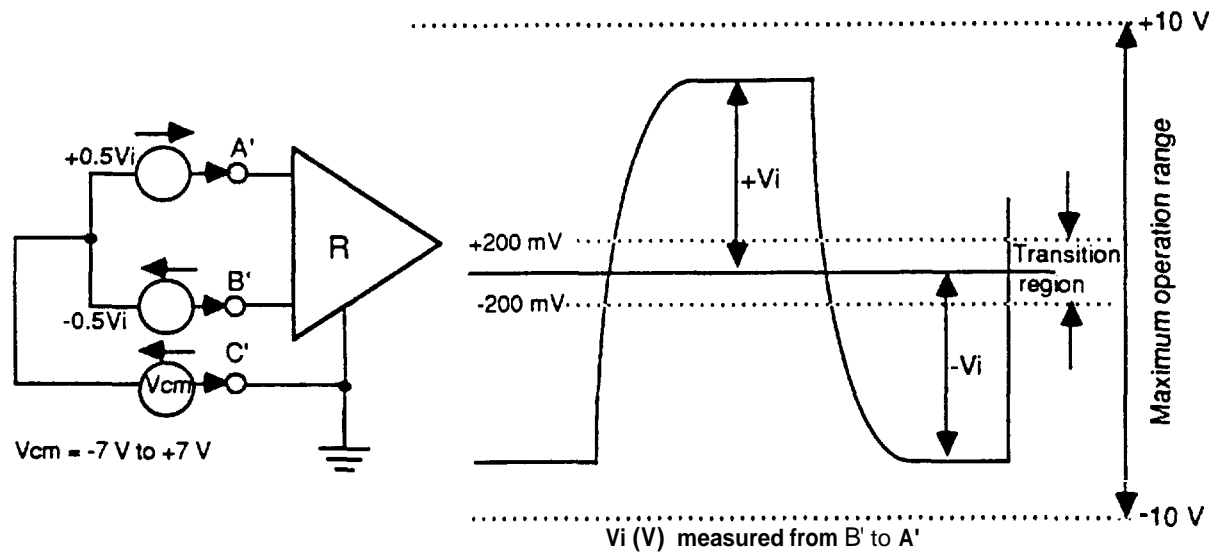 +10 V
+0.5Vi
A'
R
B'
-0.5Vi
C'
Vcm
Vcm = -7 V to +7 V
+Vi
+200 mV
-200 mV
Transition
region
-Vi
Maximum operation range
-10 V
Vi (V) measured from B' to A'